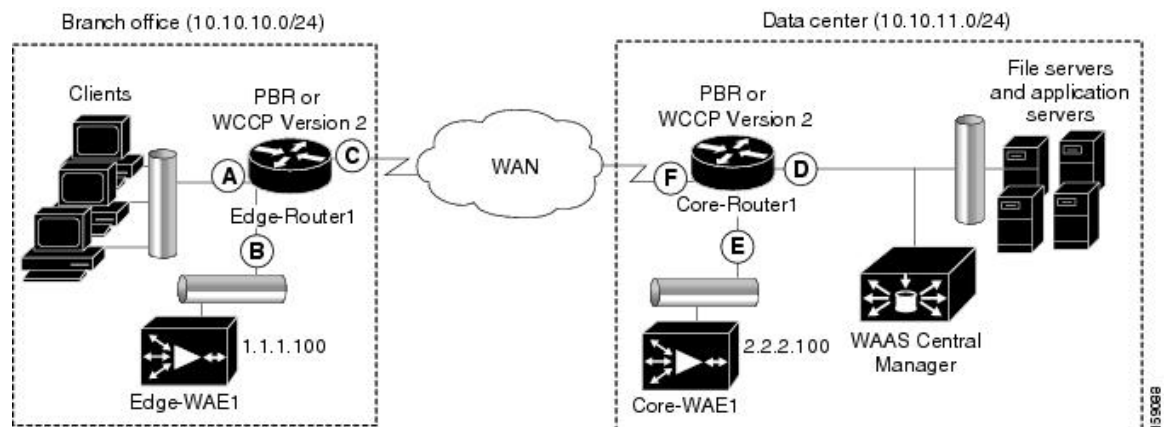 Branch office (10.10.10.0/24)
Clients
PBR or
WCCP Version 2
A
C
Edge-Router1
B
1.1.1.100
Edge-WAE1
WAN
Data center (10.10.11.0/24)
PBR or
WCCP Version 2
F
D
Core-Router1
E
2.2.2.100
Core-WAE1
File servers
and application
servers
WAAS Central
Manager
159088